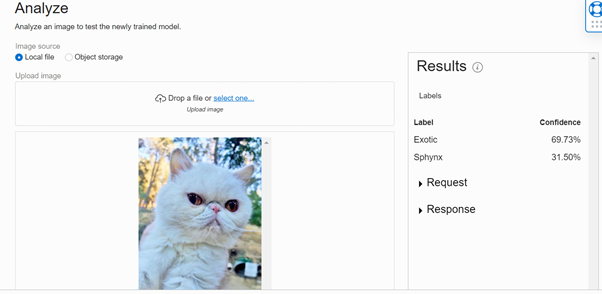 Analyze
Analyze an image to test the newly trained model.
Image source
Local file Object storage
Upload image
Drop a file or select one...
Upload image
Results
Labels
Label Confidence
Exotic 69.73%
Sphynx 31.50%
Request
Response